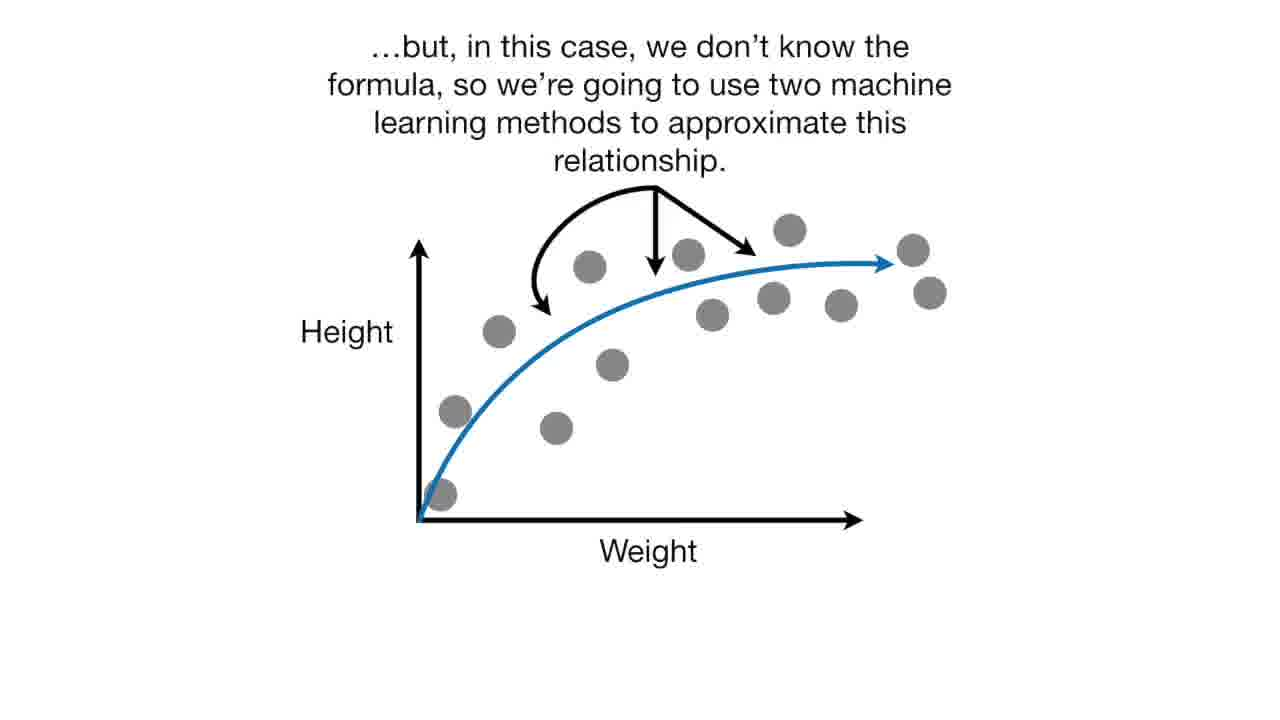 …but, in this case, we don’t know the
formula, so we’re going to use two machine
learning methods to approximate this
relationship.
Height
Weight